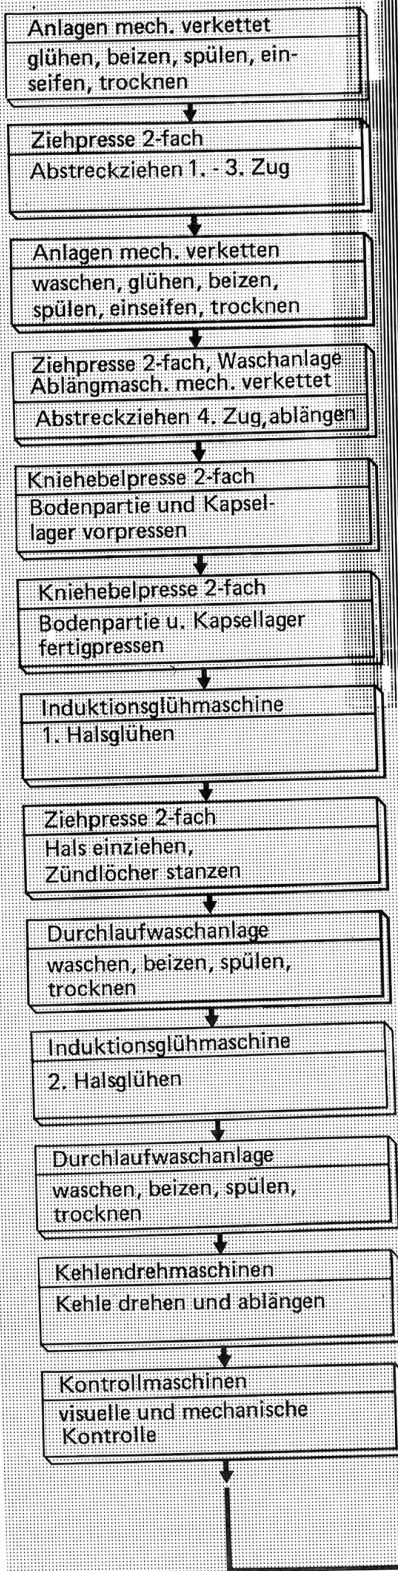 Anlagen mech. verkettet
glühen, beizen, spülen, ein-
seifen, trocknen
Ziehpresse 2-fach
Abstreckziehen 1. - 3. Zug
Anlagen mech. verketten
waschen, glühen, beizen,
spülen, einseifen, trocknen
Ziehpresse 2-fach, Waschanlage
Ablängmasch. mech. verkettet
Abstreckziehen 4. Zug,ablängen
Kniehebelpresse 2-fach
Bodenpartie und Kapsel-
lager vorpressen
Kniehebelpresse 2-fach
Bodenpartie u. Kapsellager
fertigpressen
Induktionsglühmaschine
1. Halsglühen
Ziehpresse 2-fach
Hals einziehen,
Zündlöcher stanzen
Durchlaufwaschanlage
waschen, beizen, spülen,
trocknen
Induktionsglühmaschine
2. Halsglühen
Durchlaufwaschanlage
waschen, beizen, spülen,
trocknen
Kehlendrehmaschinen
Kehle drehen und ablängen
Kontrollmaschinen
visuelle und mechanische
Kontrolle